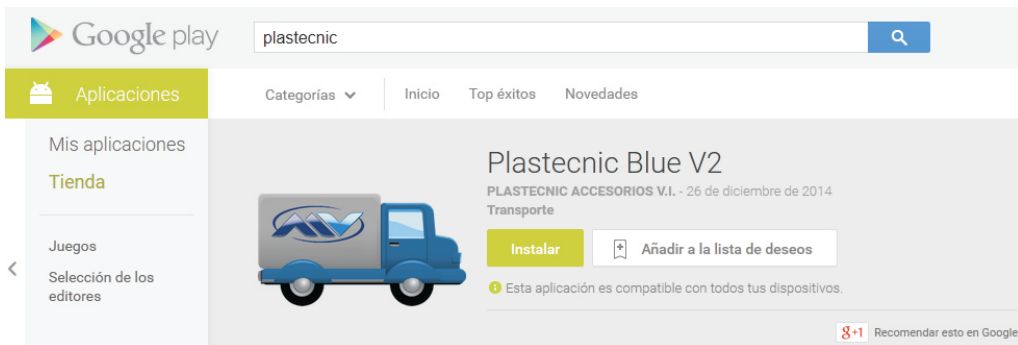 Google play
plastecnic
Aplicaciones
Categorías
Inicio
Top éxitos
Novedades
Mis aplicaciones
Tienda
Juegos
Selección de los
editores
Plastecnic Blue V2
PLASTECNIC ACCESORIOS V.I. - 26 de diciembre de 2014
Transporte
Instalar
Añadir a la lista de deseos
Esta aplicación es compatible con todos tus dispositivos.
g+1 Recomendar esto en Google